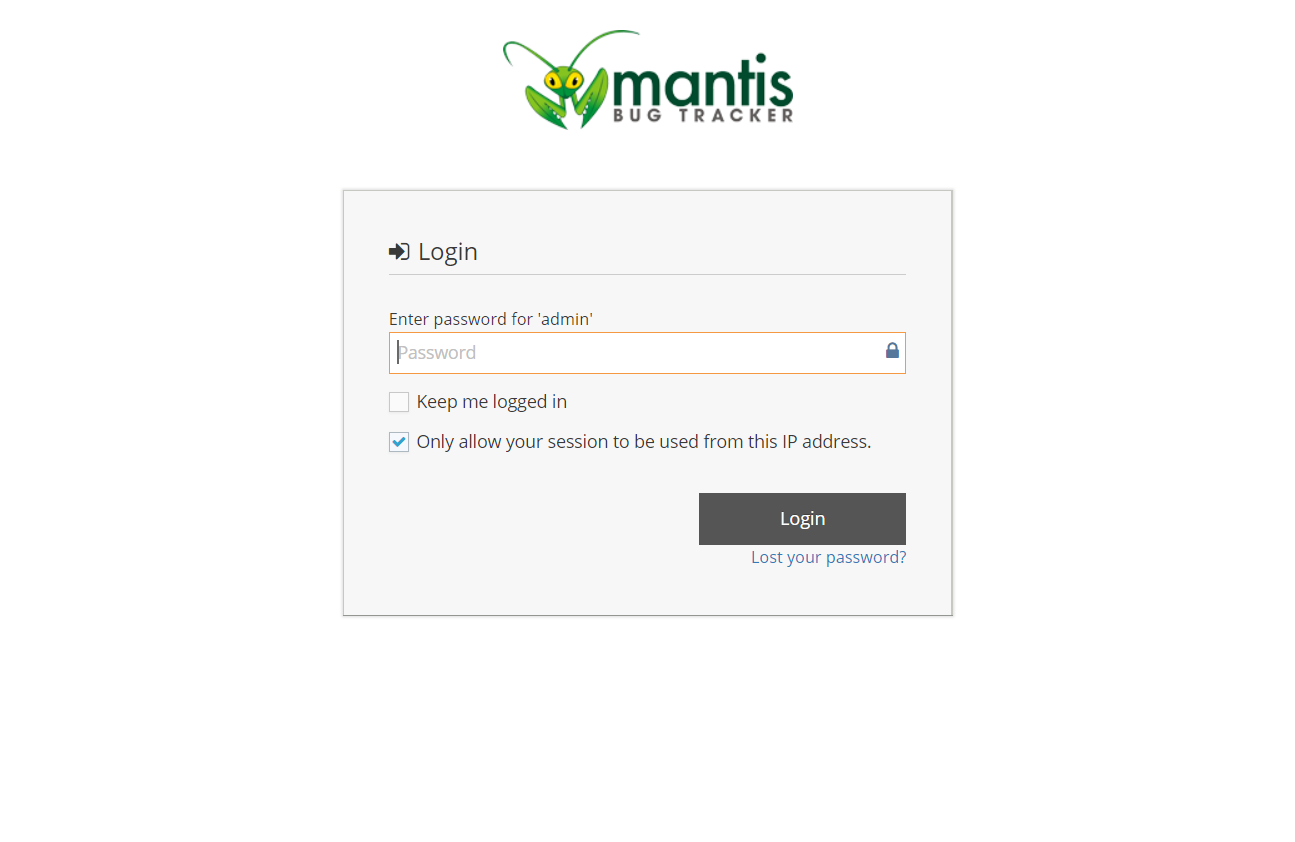 mantis
BUG TRACKER
Login
Enter password for 'admin'
Password
Keep me logged in
Only allow your session to be used from this IP address.
Login
Lost your password?